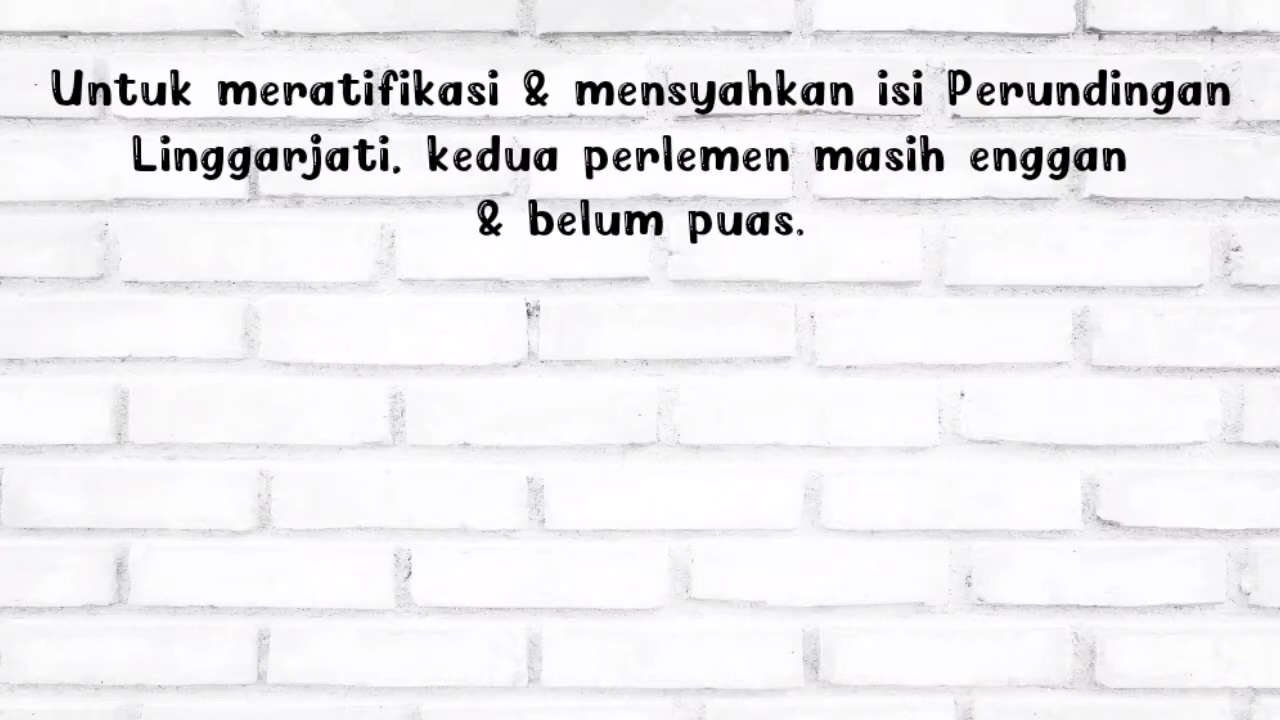 Untuk meratifikasi & mensyahkan isi Perundingan
Linggarjati, kedua perlemen masih enggan
& belum puas.